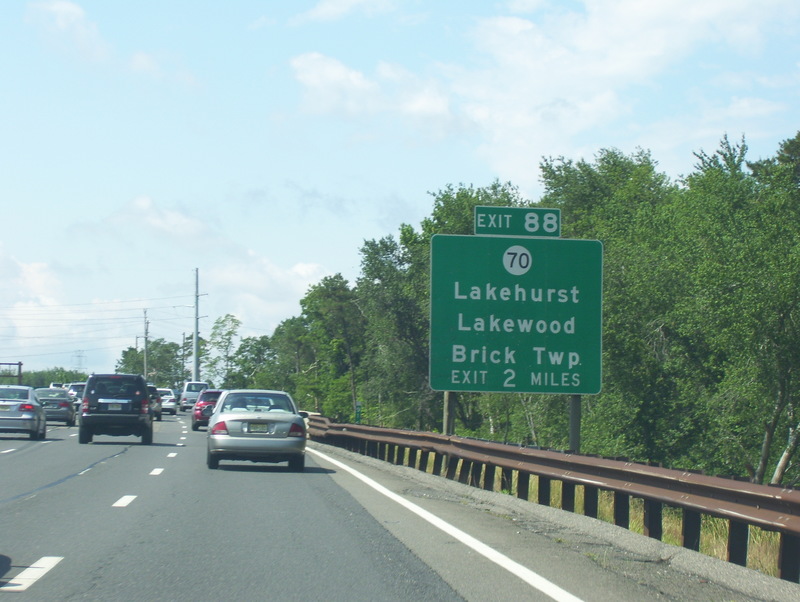 EXIT 88
70
Lakehurst
Lakewood
Brick Twp.
EXIT 2 MILES